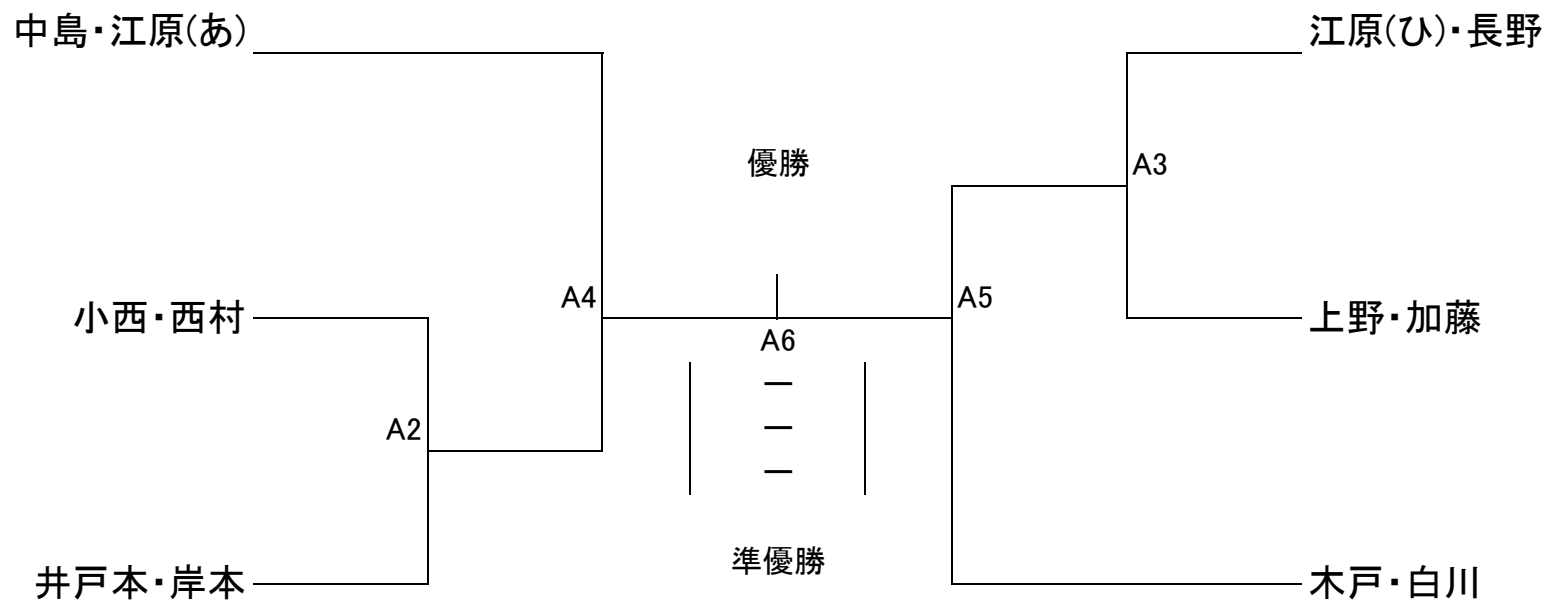 中島・江原(あ)
江原(ひ)・長野
優勝
A3
A4
A5
小西・西村
上野・加藤
A6
A2
ー
ー
ー
準優勝
井戸本・岸本
木戸・白川